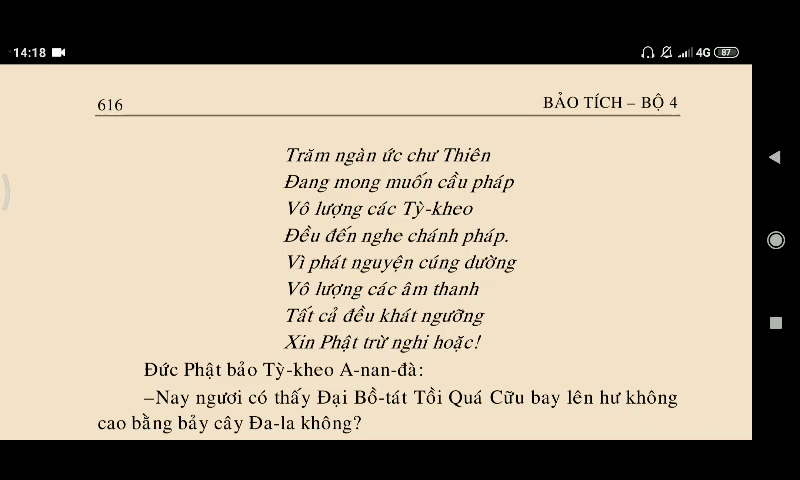 14:18
4G 87
616 BẢO TÍCH – BỘ 4
Trăm ngàn ức chư Thiên
Đang mong muốn cầu pháp
Vô lượng các Tỳ-kheo
Đều đến nghe chánh pháp.
Vì phát nguyện cúng dường
Vô lượng các âm thanh
Tất cả đều khát ngưỡng
Xin Phật trừ nghi hoặc!
Đức Phật bảo Tỳ-kheo A-nan-đà:
–Nay ngươi có thấy Đại Bồ-tát Tồi Quá Cữu bay lên hư không
cao bằng bảy cây Đa-la không?